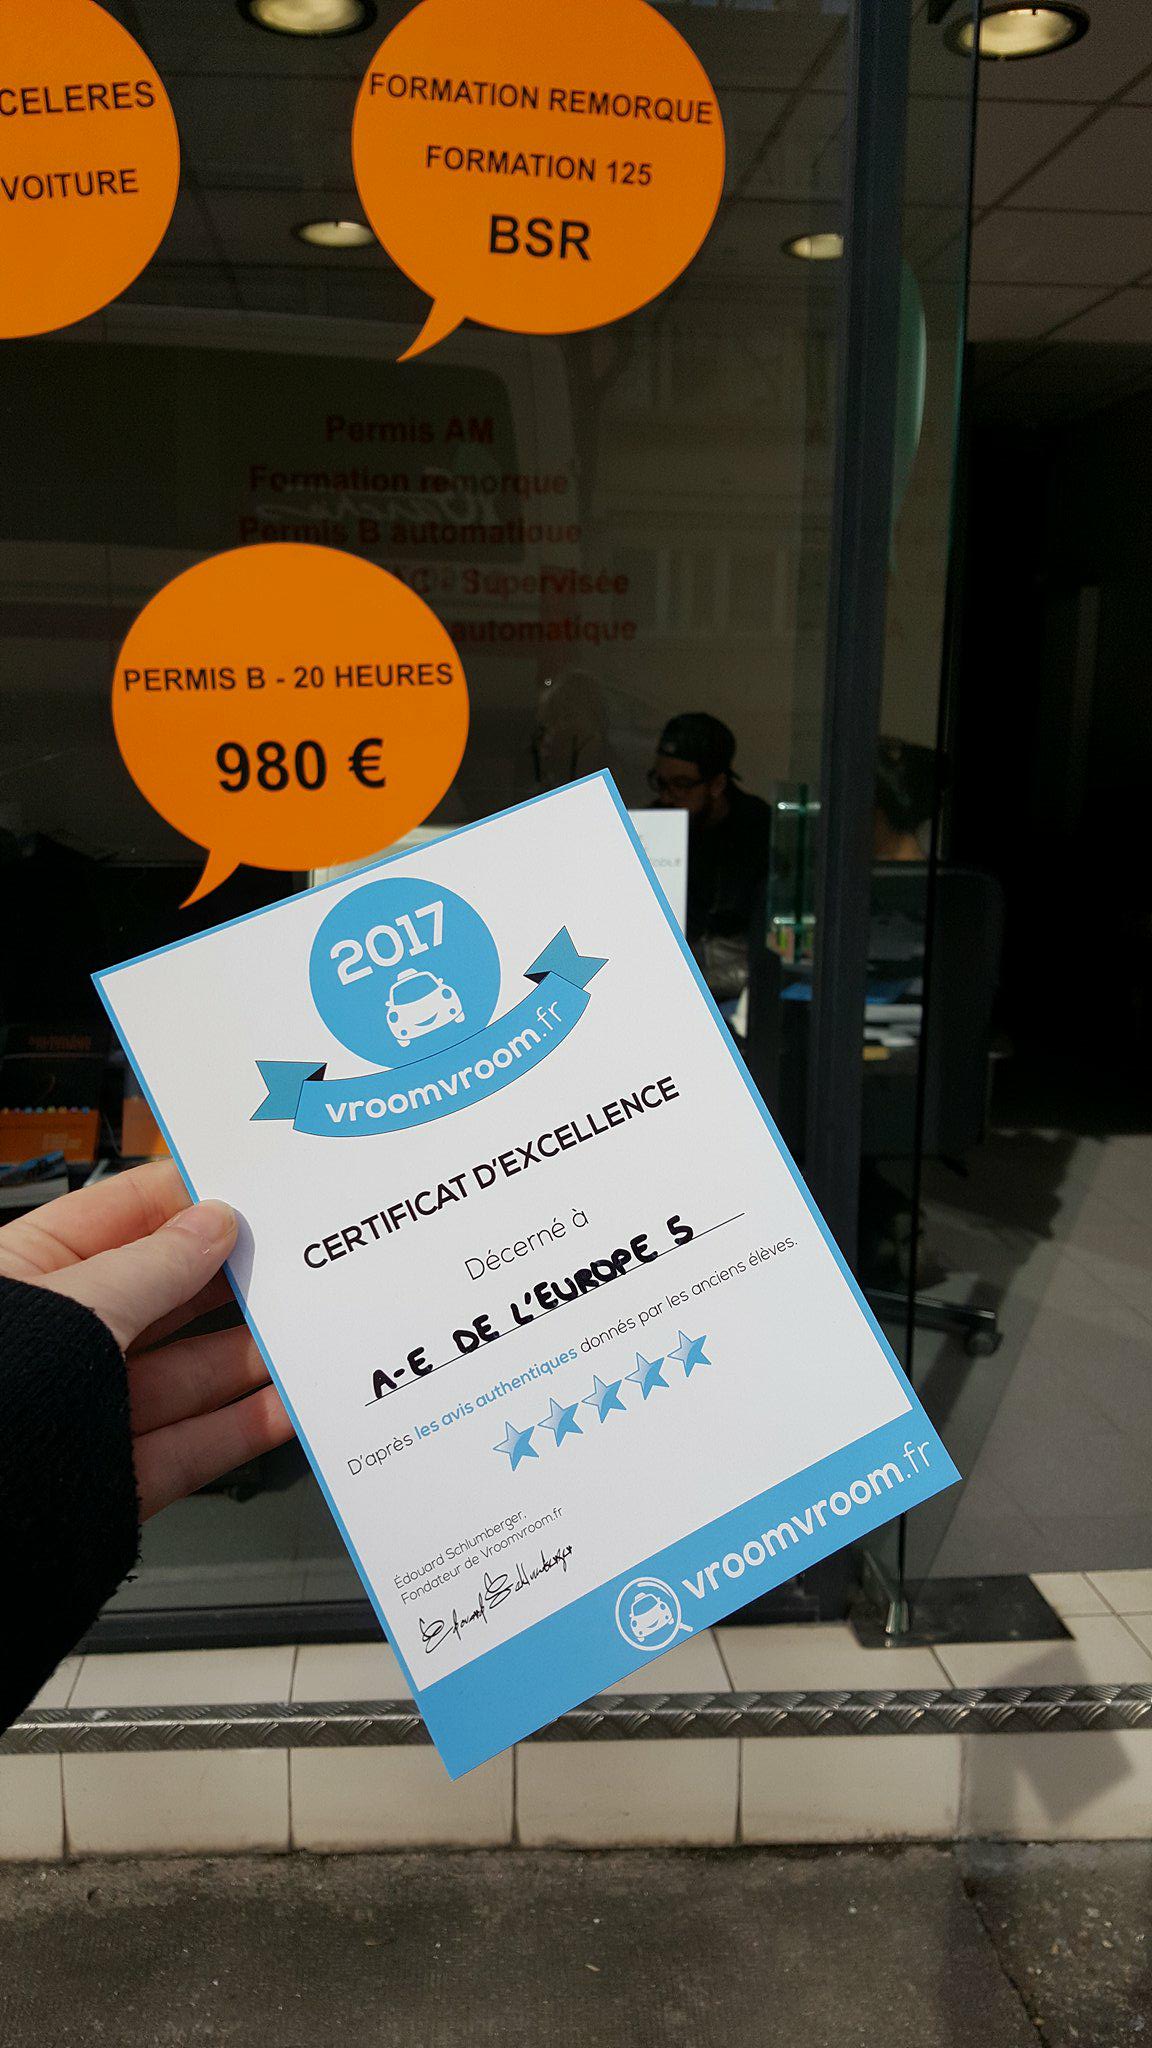 CELERES
VOITURE
FORMATION REMORQUE
FORMATION 125
BSR
Permis AM
Formation remorque
Permis B automatique
Supervisée
automatique
PERMIS B - 20 HEURES
980 €
2017
vroomvroom.fr
CERTIFICAT D'EXCELLENCE
Décerné à
A-E DE L'EUROPE 5
D'après les avis authentiques donnés par les anciens élèves.
Édouard Schlumberger,
Fondateur de Vroomvroom.fr
Edouard Schlumberger
vroomvroom.fr